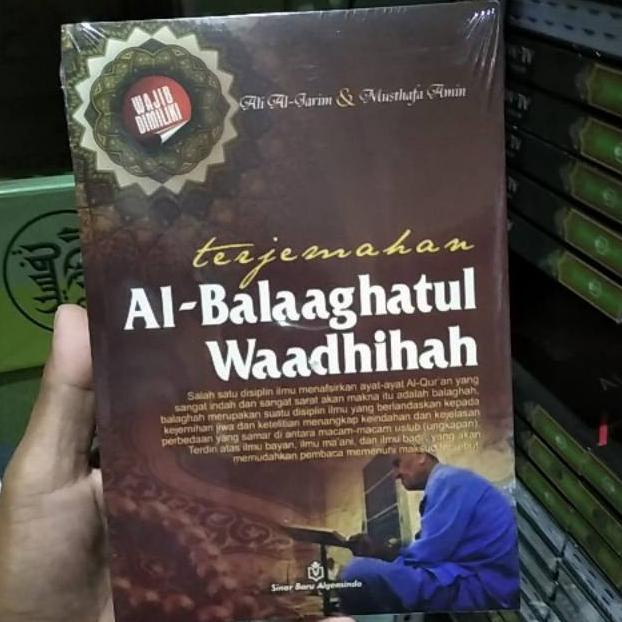 WAJIB
DIMILIKI
Ali Al-Jarim & Musthafa Amin
terjemahan
Al-Balaaghatul
Waadhihah
Salah satu disiplin ilmu menafsirkan ayat-ayat Al-Qur'an yang
sangat indah dan sangat sarat akan makna itu adalah balaghah.
balaghah merupakan suatu disiplin ilmu yang berlandaskan kepada
kejernihan jiwa dan ketelitian menangkap keindahan dan kejelasan
perbedaan yang samar di antara macam-macam uslub (ungkapan).
Terdiri atas ilmu bayan, ilmu ma'ani, dan ilmu badi', yang akan
memudahkan pembaca memenuhi maksud tersebut.
Sinar Baru Algensindo